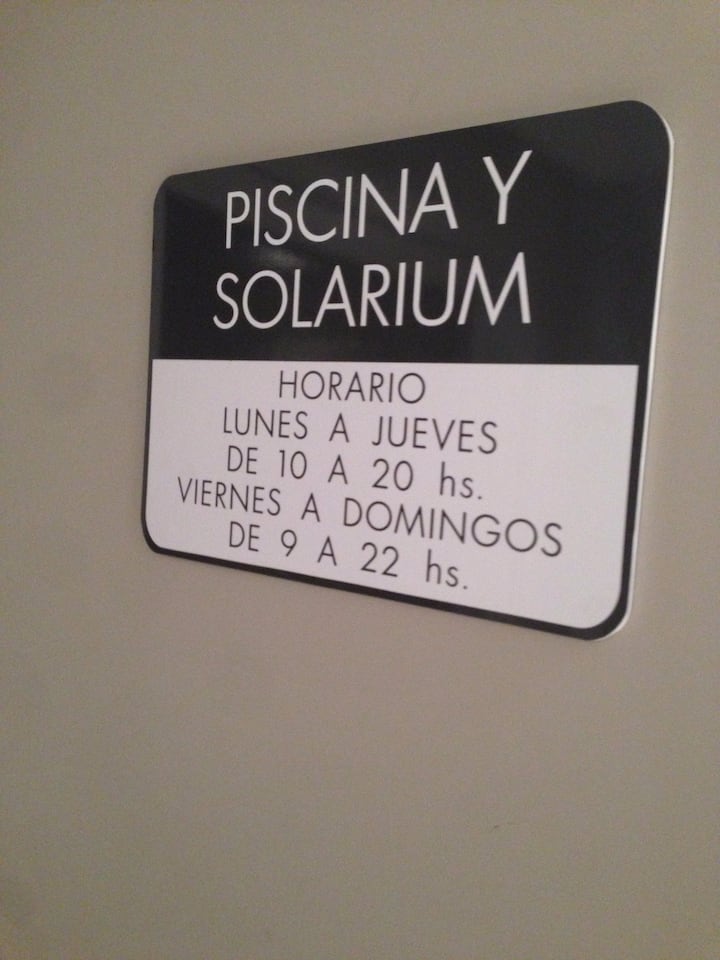 PISCINA Y
SOLARIUM
HORARIO
LUNES A JUEVES
DE 10 A 20 hs.
VIERNES A DOMINGOS
DE 9 A 22 hs.